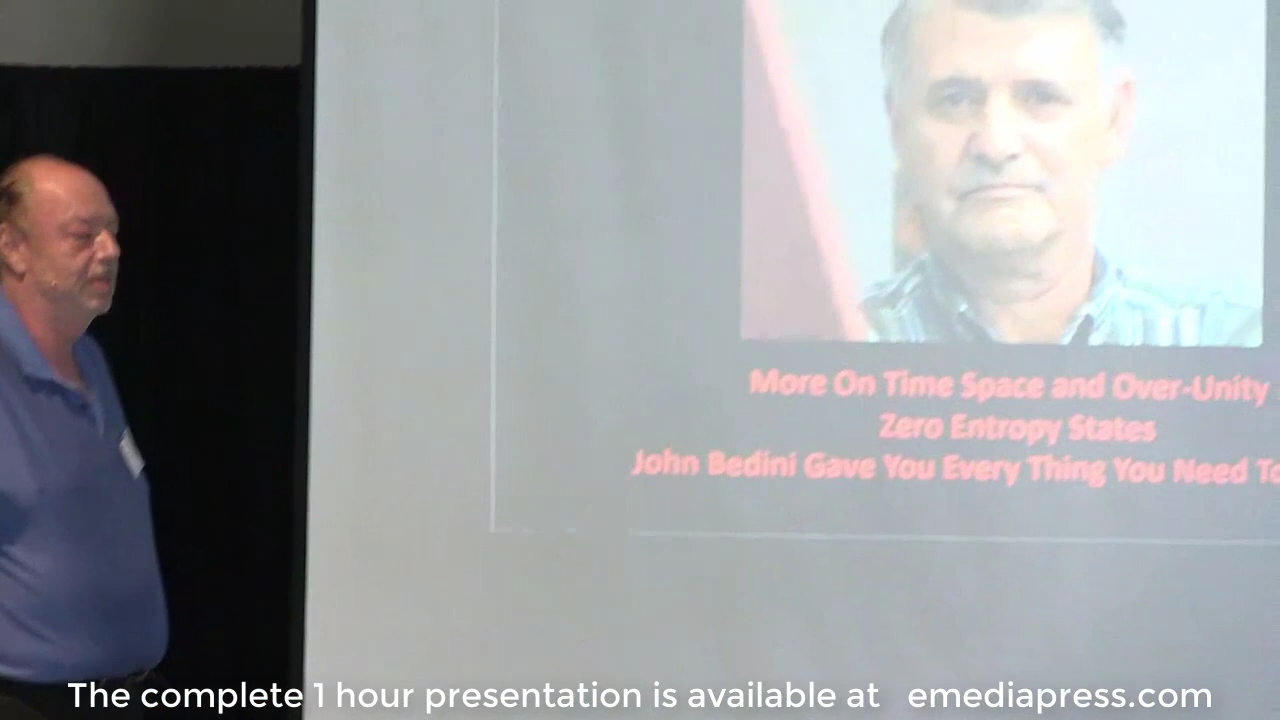 More On Time Space and Over-Unity
Zero Entropy States
John Bedini Gave You Every Thing You Need To
The complete 1 hour presentation is available at emediapress.com